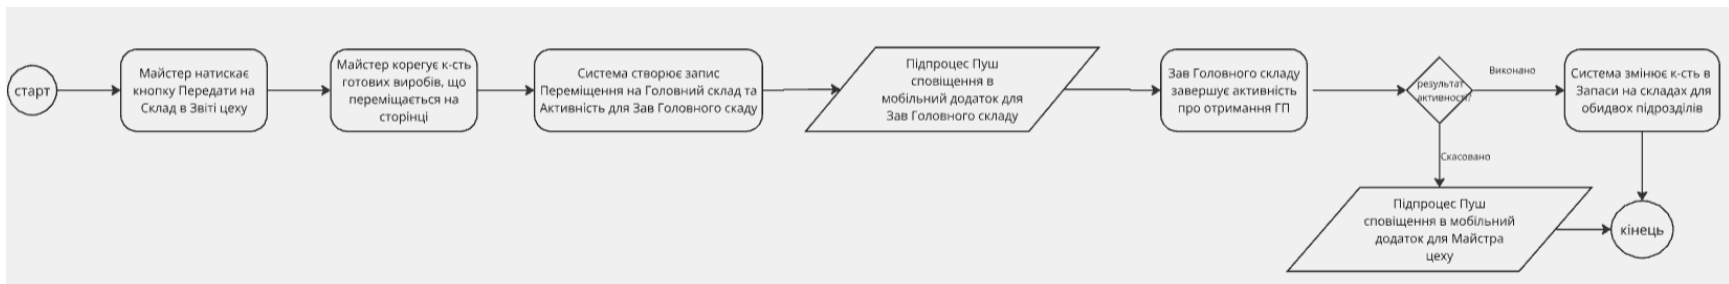 старт
Майстер натискає
кнопку Передати на
Склад в Звіті цеху
Майстер корегує к-сть
готових виробів, що
переміщається на
сторінці
Система створює запис
Переміщення на Головний склад та
Активність для Зав Головного скаду
Підпроцес Пуш
сповіщення в
мобільний додаток для
Зав Головного складу
Зав Головного складу
завершує активність
про отримання ГП
результат
активності?
Виконано
Система змінює к-сть в
Запаси на складах для
обидвох підрозділів
Скасовано
Підпроцес Пуш
сповіщення в мобільний
додаток для Майстра
цеху
кінець